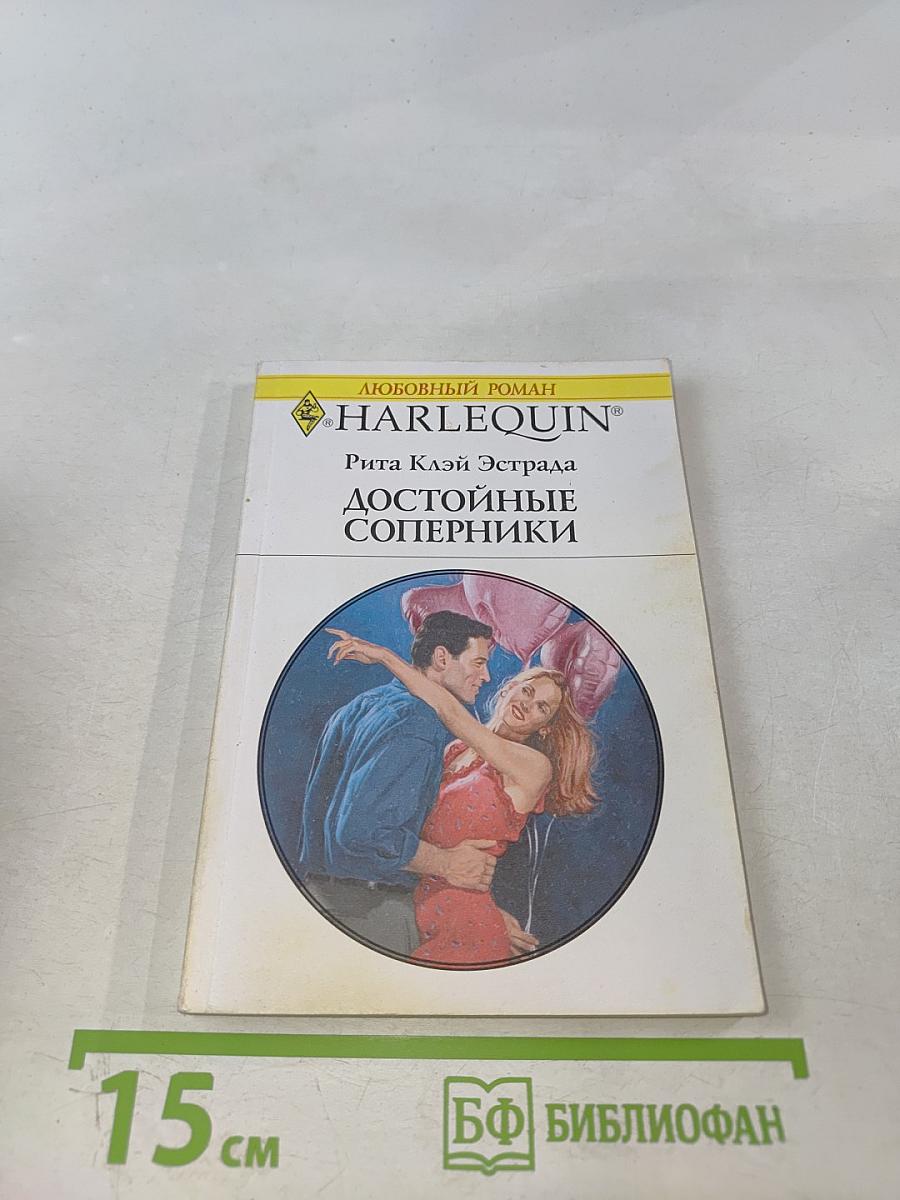 ЛЮБОВНЫЙ РОМАН
® HARLEQUIN®
Рита Клэй Эстрада
ДОСТОЙНЫЕ
СОПЕРНИКИ
15 см
БФ БИБЛИОФАН